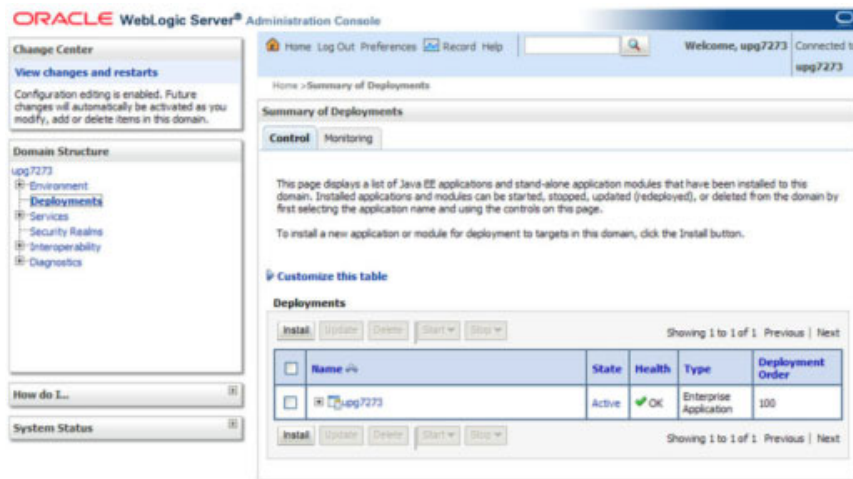 ORACLE WebLogic Server® Administration Console
Change Center
View changes and restarts
Configuration editing is enabled. Future
changes will automatically be activated as you
modify, add or delete items in this domain.
Domain Structure
upg7273
Environment
Deployments
Services
Security Realms
Interoperability
Diagnostics
How do I...
System Status
Home Log Out Preferences Record Help
Welcome, upg7273
Connected
upg7273
Home >Summary of Deployments
Summary of Deployments
Control Monitoring
This page displays a list of Java EE applications and stand-alone application modules that have been installed to this
domain. Installed applications and modules can be started, stopped, updated (redeployed), or deleted from the domain by
first selecting the application name and using the controls on this page.
To install a new application or module for deployment to targets in this domain, click the Install button.
Customize this table
Deployments
Install Update Delete Start Stop Showing 1 to 1 of 1 Previous | Next
Name State Health Type Deployment
Order
upg7273 Active OK Enterprise
Application 100
Install Update Delete Start Stop Showing 1 to 1 of 1 Previous | Next